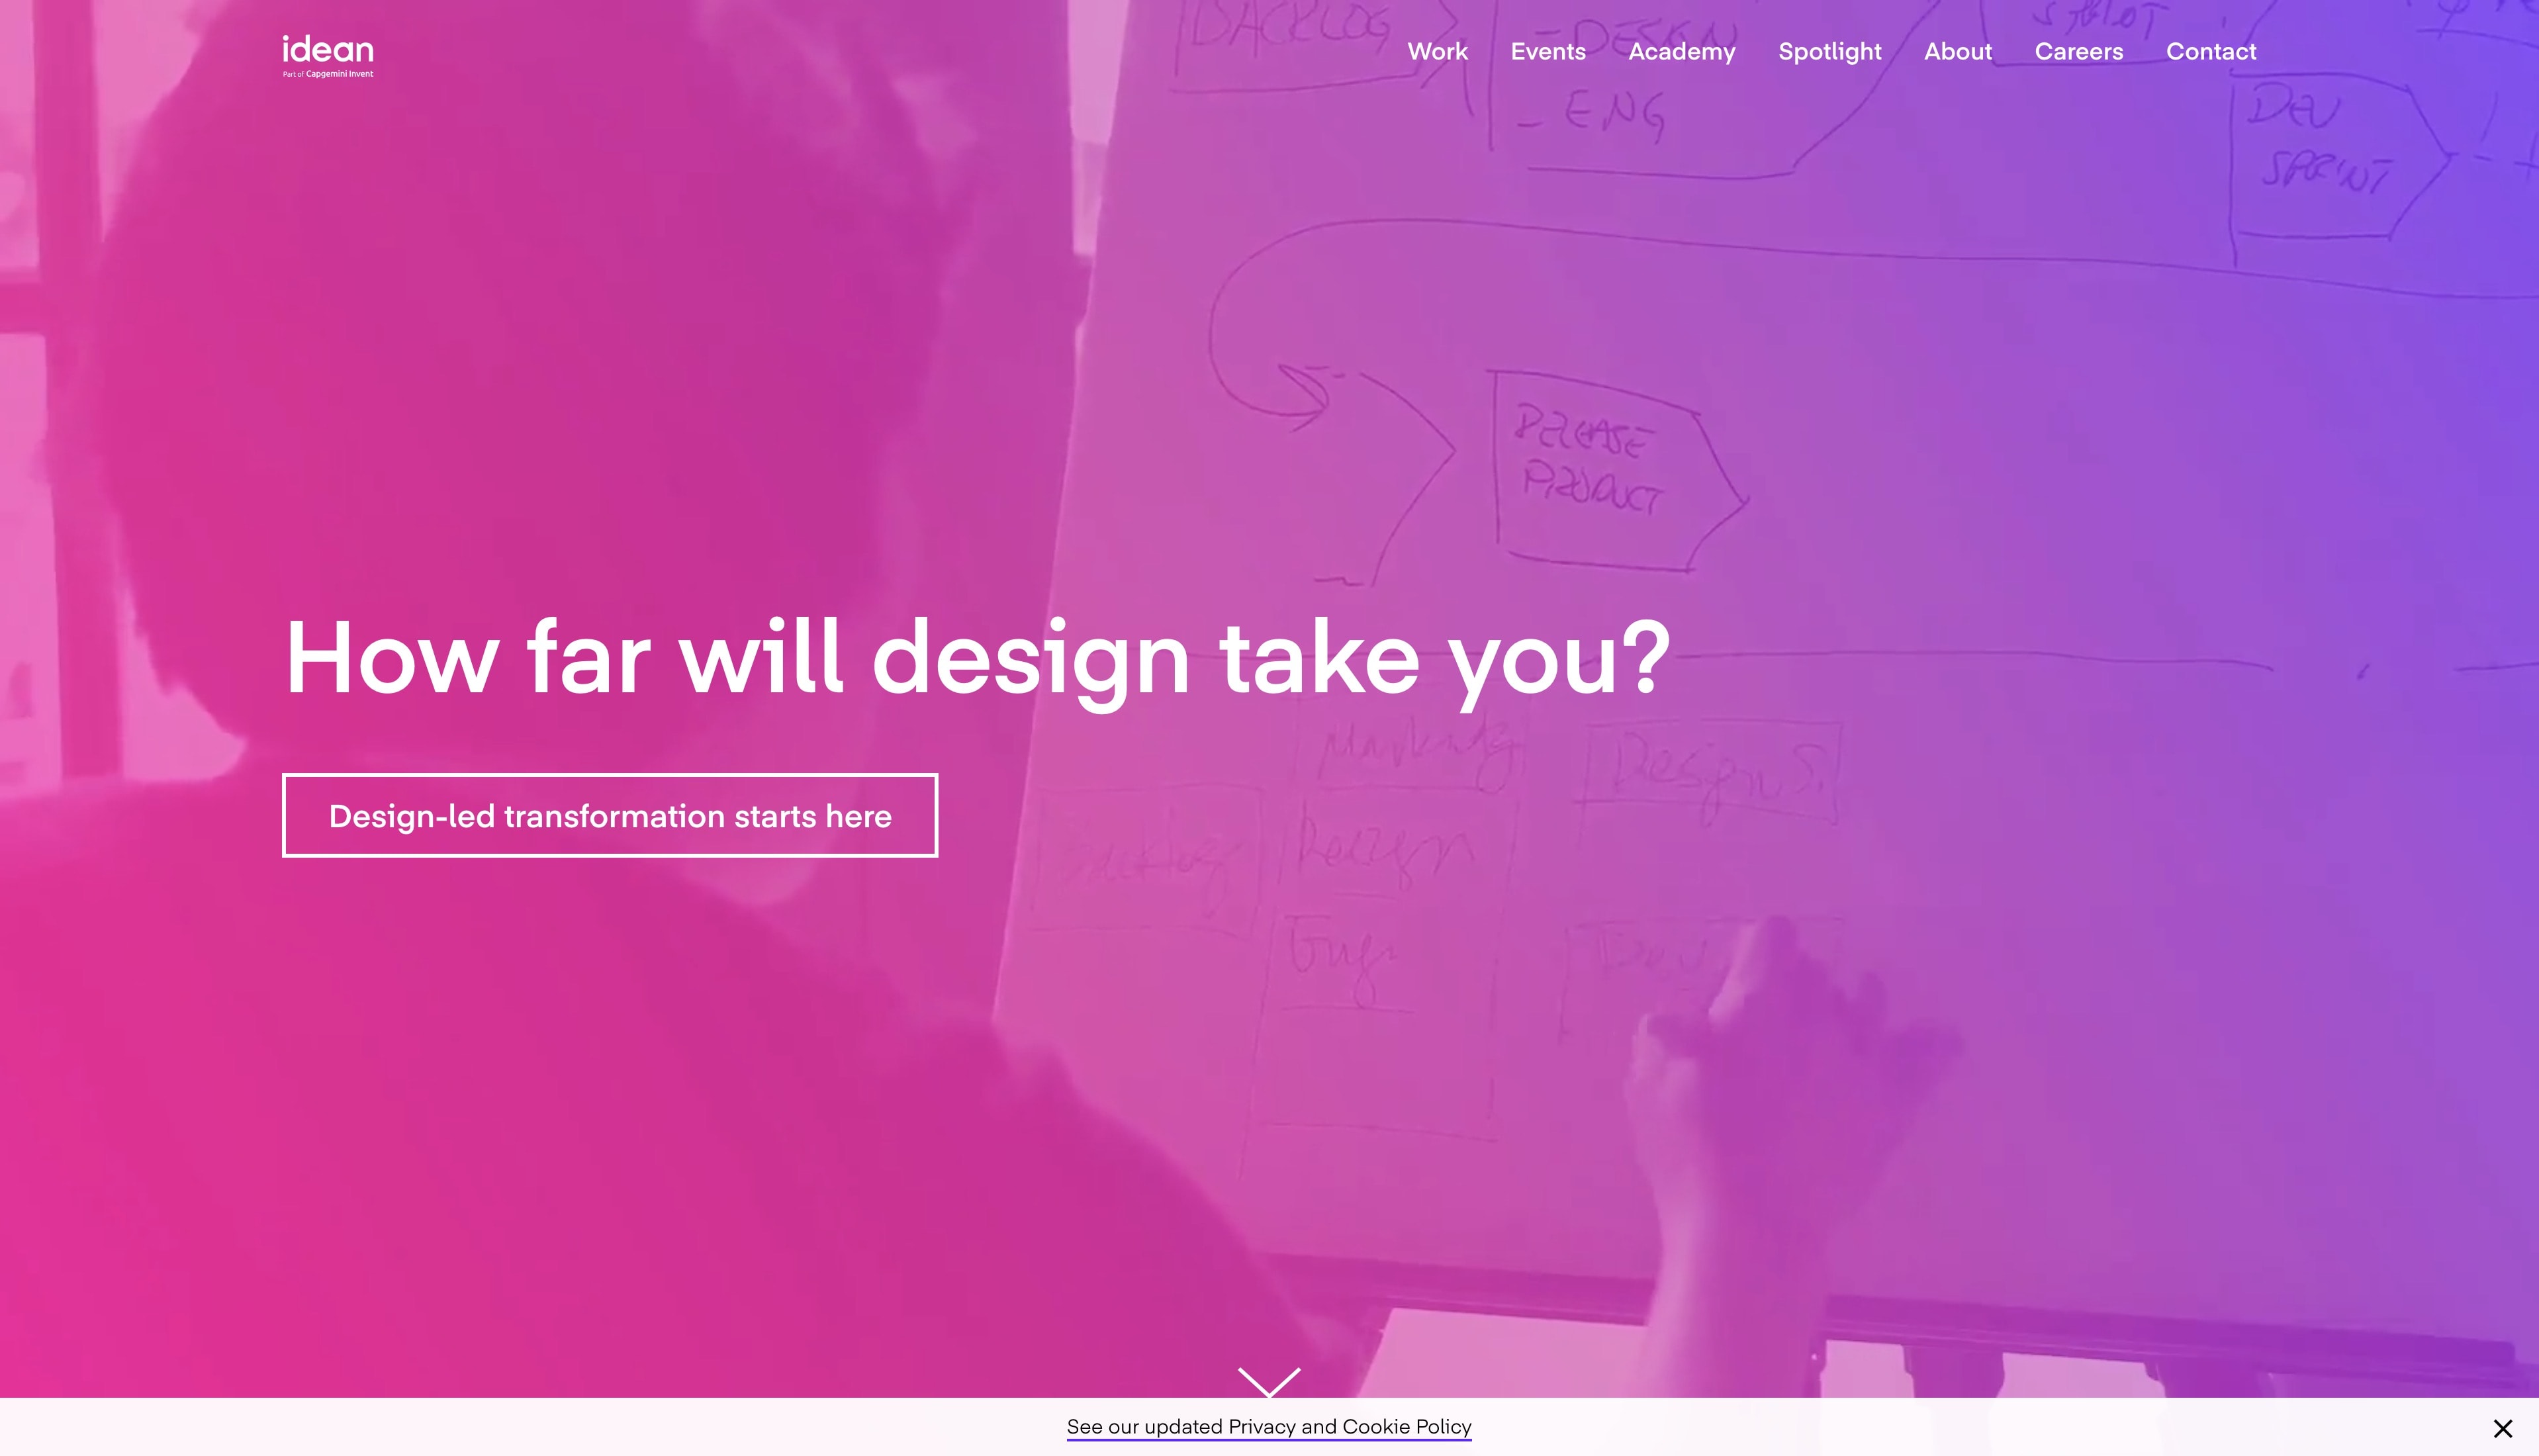 idean
Part of Capgemini Invent
Work Events Academy Spotlight About Careers Contact
BACKLOG
- DESIGN
- ENG
DEV
SPRINT
RELEASE
PRODUCT
How far will design take you?
Marketing
Design
Backlog
Design
Design-led transformation starts here
Dev
See our updated Privacy and Cookie Policy